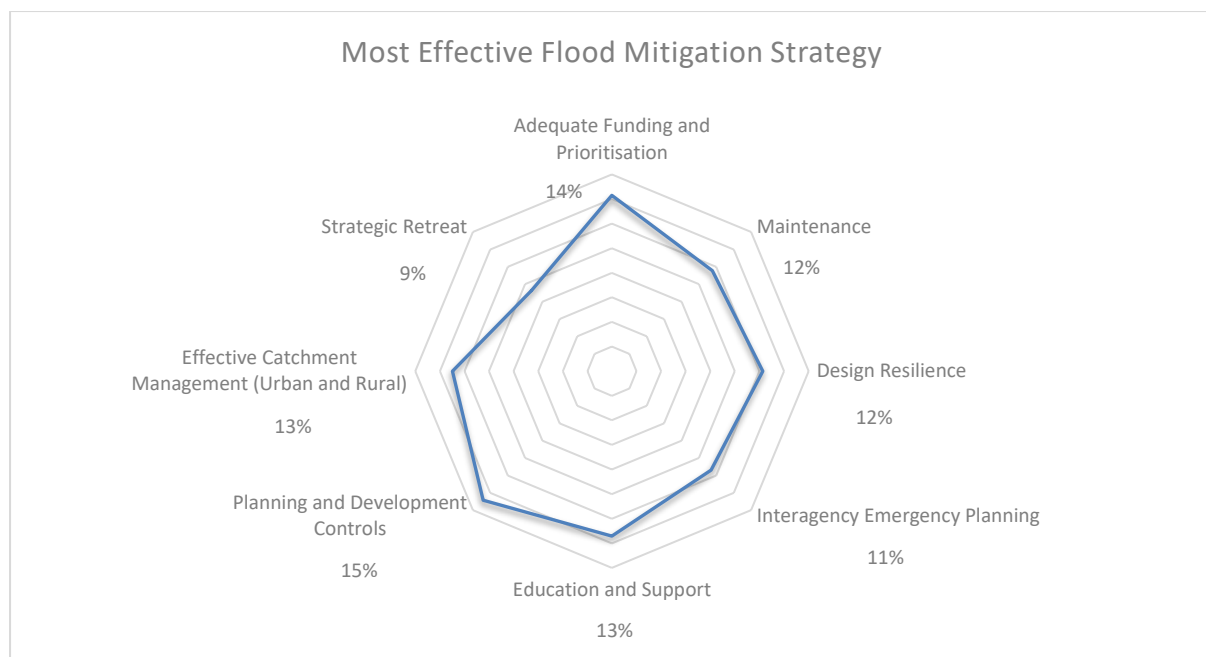 Most Effective Flood Mitigation Strategy
Adequate Funding and
Prioritisation
14%
Maintenance
12%
Design Resilience
12%
Interagency Emergency Planning
11%
Education and Support
13%
Planning and Development
Controls
15%
Effective Catchment
Management (Urban and Rural)
13%
Strategic Retreat
9%